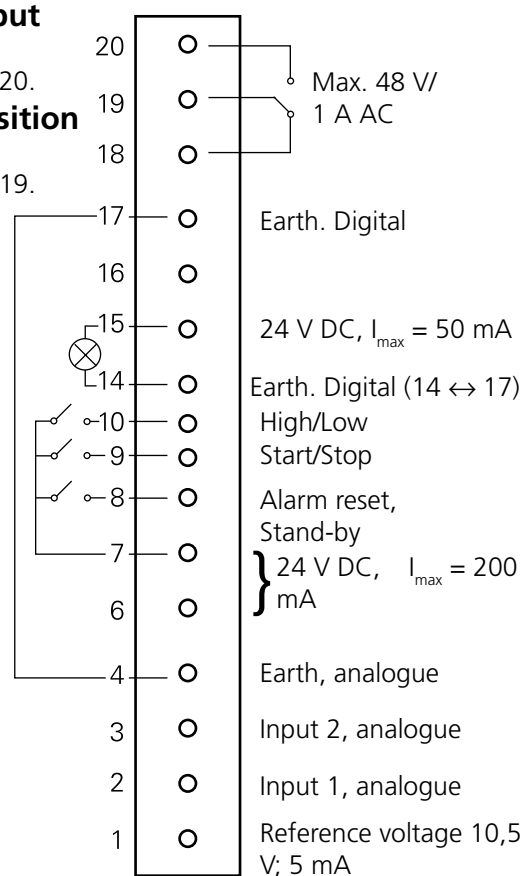 out
20.
sition
19.
20
19
18
17
16
15
14
10
9
8
7
6
4
3
2
1
Max. 48 V/
1 A AC
Earth. Digital
24 V DC, Imax = 50 mA
Earth. Digital (14 ↔ 17)
High/Low
Start/Stop
Alarm reset,
Stand-by
24 V DC, Imax = 200
mA
Earth, analogue
Input 2, analogue
Input 1, analogue
Reference voltage 10,5
V; 5 mA